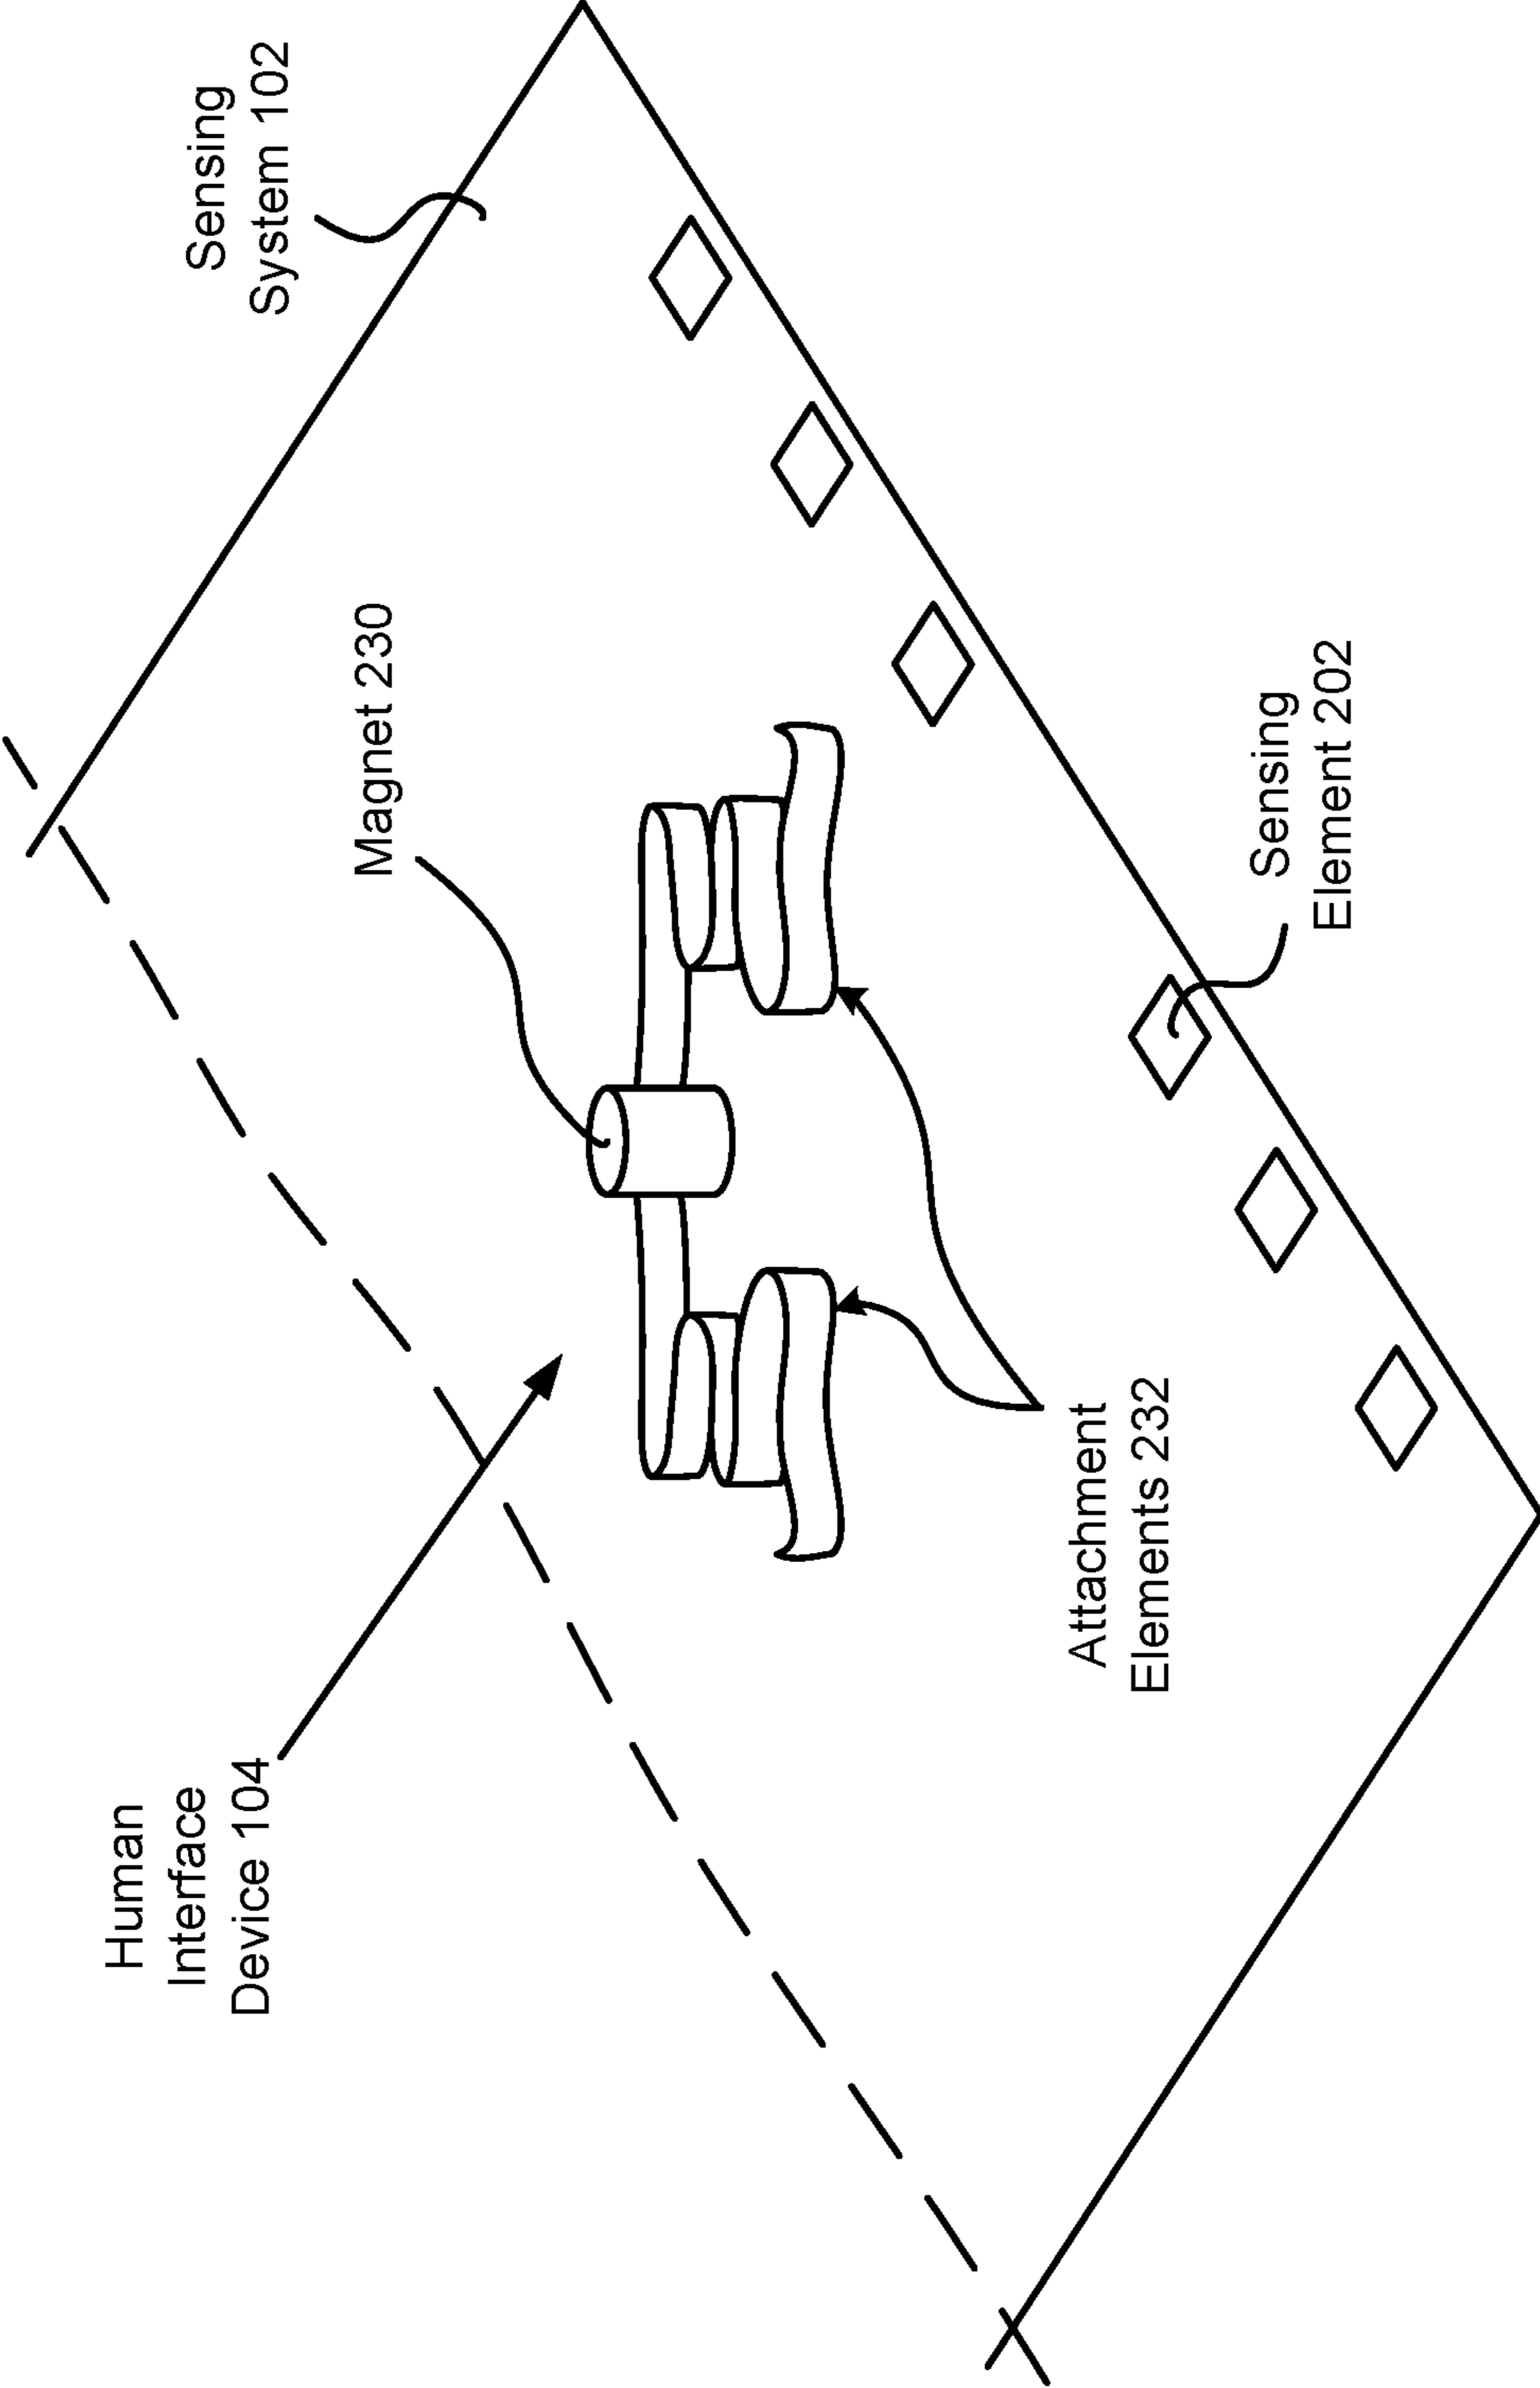 Human
Interface
Device 104
Magnet 230
Sensing
System 102
Attachment
Elements 232
Sensing
Element 202